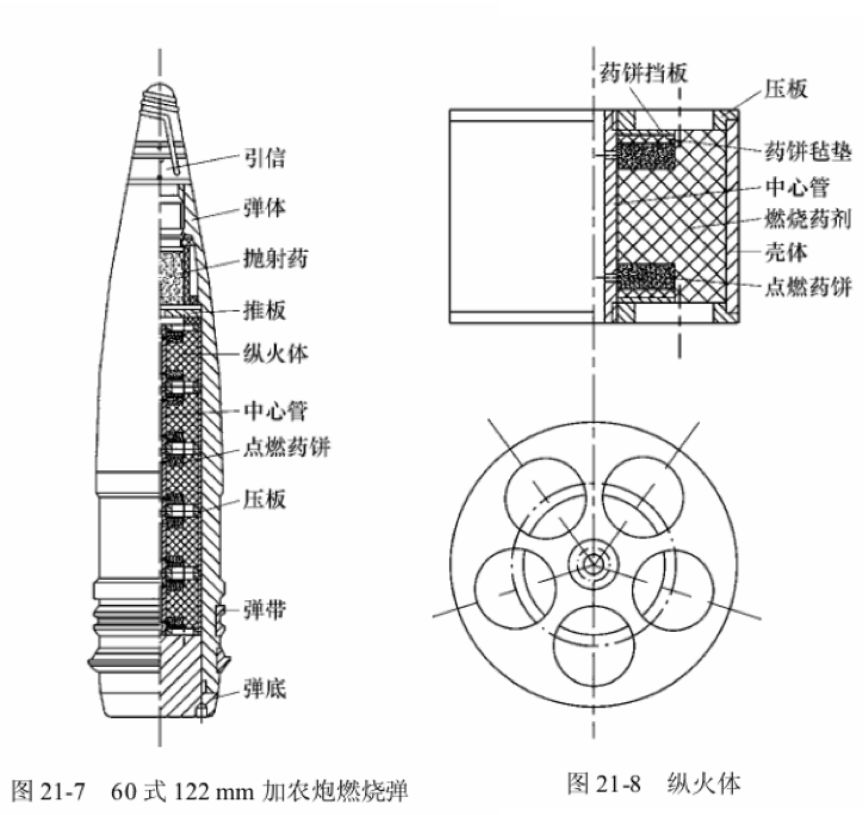 引信
弹体
抛射药
推板
纵火体
中心管
点燃药饼
压板
弹带
弹底
图 21-7 60 式 122 mm 加农炮燃烧弹
药饼挡板
压板
药饼毡垫
中心管
燃烧药剂
壳体
点燃药饼
图 21-8 纵火体